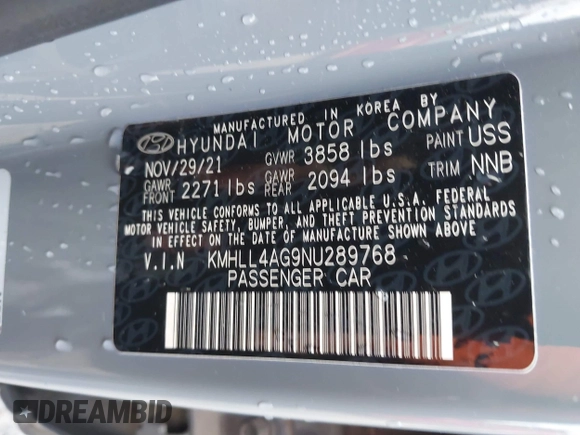 MANUFACTURED IN KOREA BY
HYUNDAI MOTOR COMPANY
NOV/29/21 GVWR 3858 lbs PAINT USS
GAWR FRONT 2271 lbs GAWR REAR 2094 lbs TRIM NNB
THIS VEHICLE CONFORMS TO ALL APPLICABLE U.S.A. FEDERAL
MOTOR VEHICLE SAFETY, BUMPER, AND THEFT PREVENTION STANDARDS
IN EFFECT ON THE DATE OF MANUFACTURE SHOWN ABOVE.
V.I.N KMHLL4AG9NU289768
PASSENGER CAR
DREAMBID